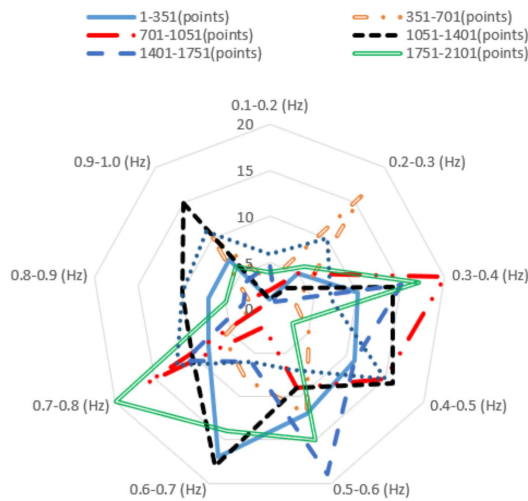 1-351(points) 351-701(points)
701-1051(points) 1051-1401(points)
1401-1751(points) 1751-2101(points)
0.1-0.2 (Hz)
20
0.9-1.0 (Hz) 15 0.2-0.3 (Hz)
10
5
0.8-0.9 (Hz) 0 0.3-0.4 (Hz)
0.7-0.8 (Hz) 0.4-0.5 (Hz)
0.6-0.7 (Hz) 0.5-0.6 (Hz)